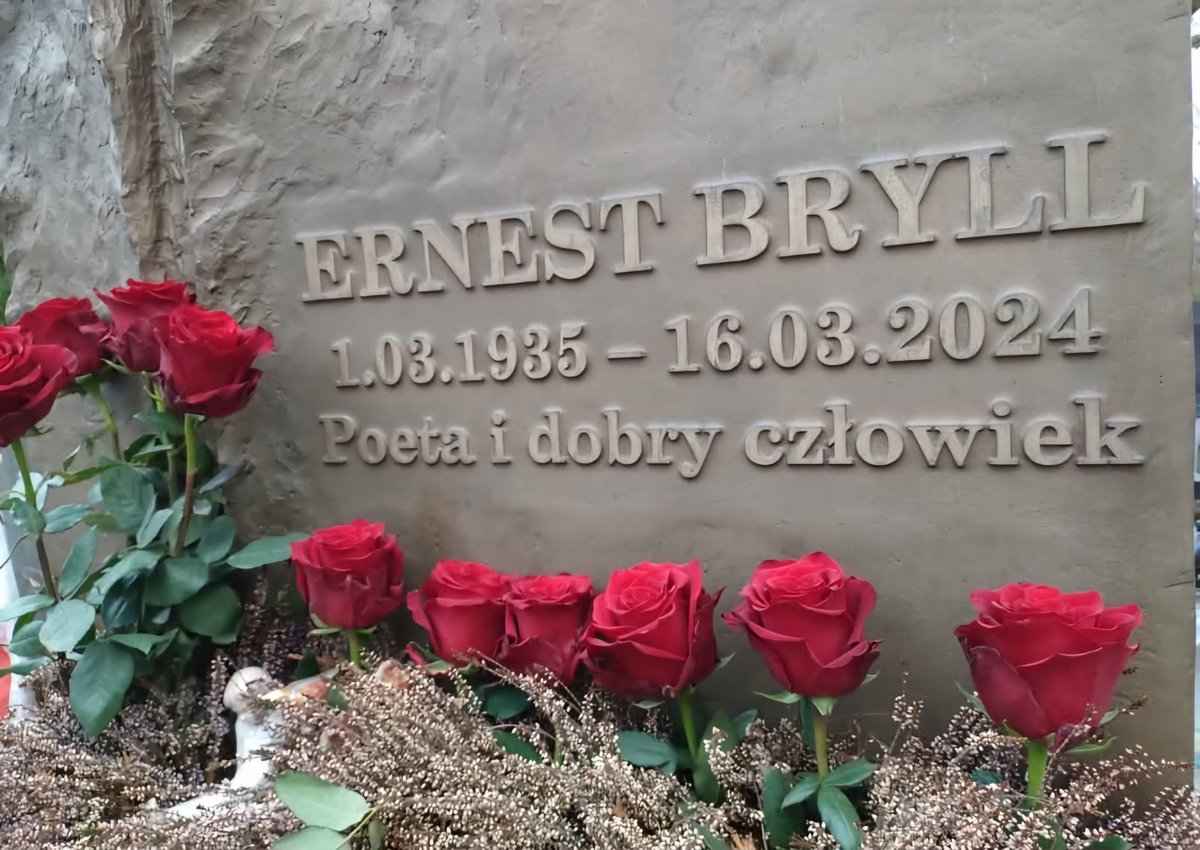 ERNEST BRYLL
1.03.1935 – 16.03.2024
Poeta i dobry człowiek